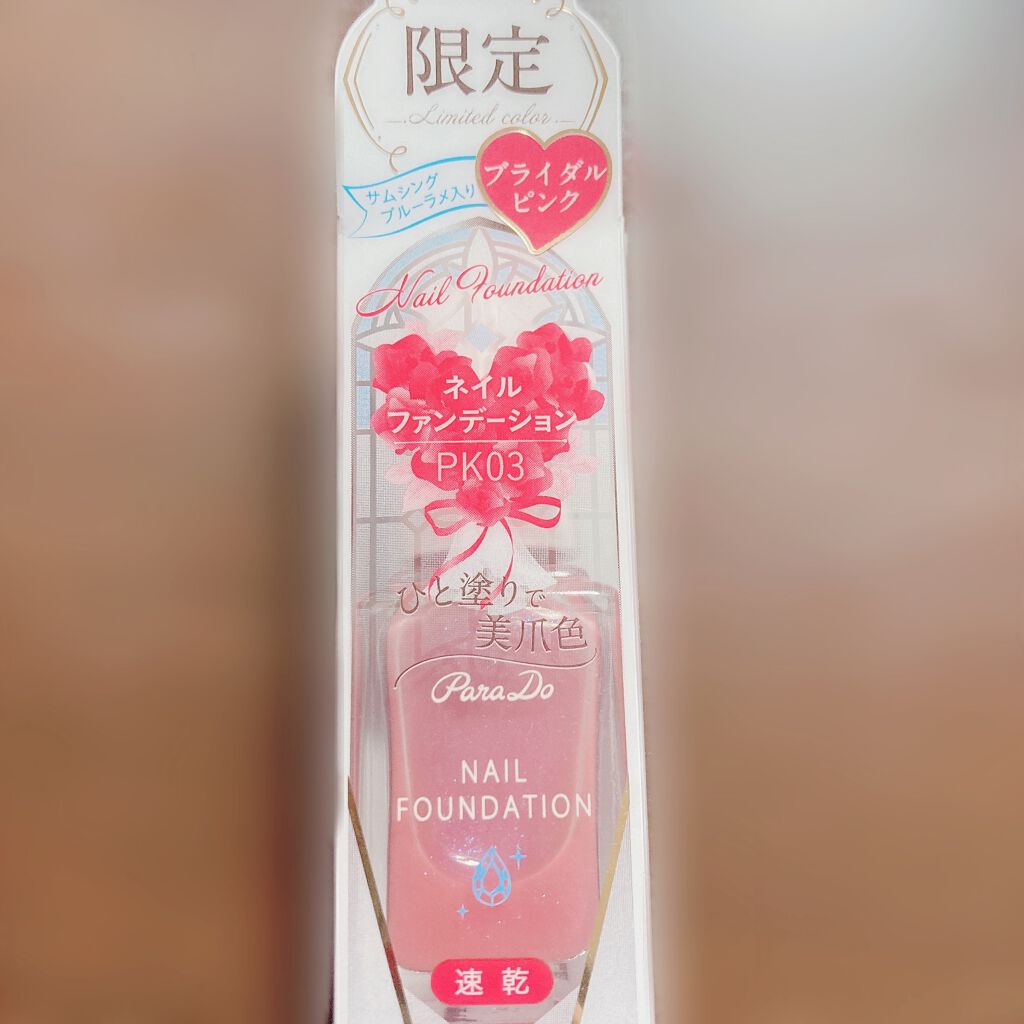 限定
Limited color
ブライダル
ピンク
サムシング
ブルーラメ入り
Nail Foundation
ネイル
ファンデーション
PK03
ひと塗りで
美爪色
ParaDo
NAIL
FOUNDATION
速乾